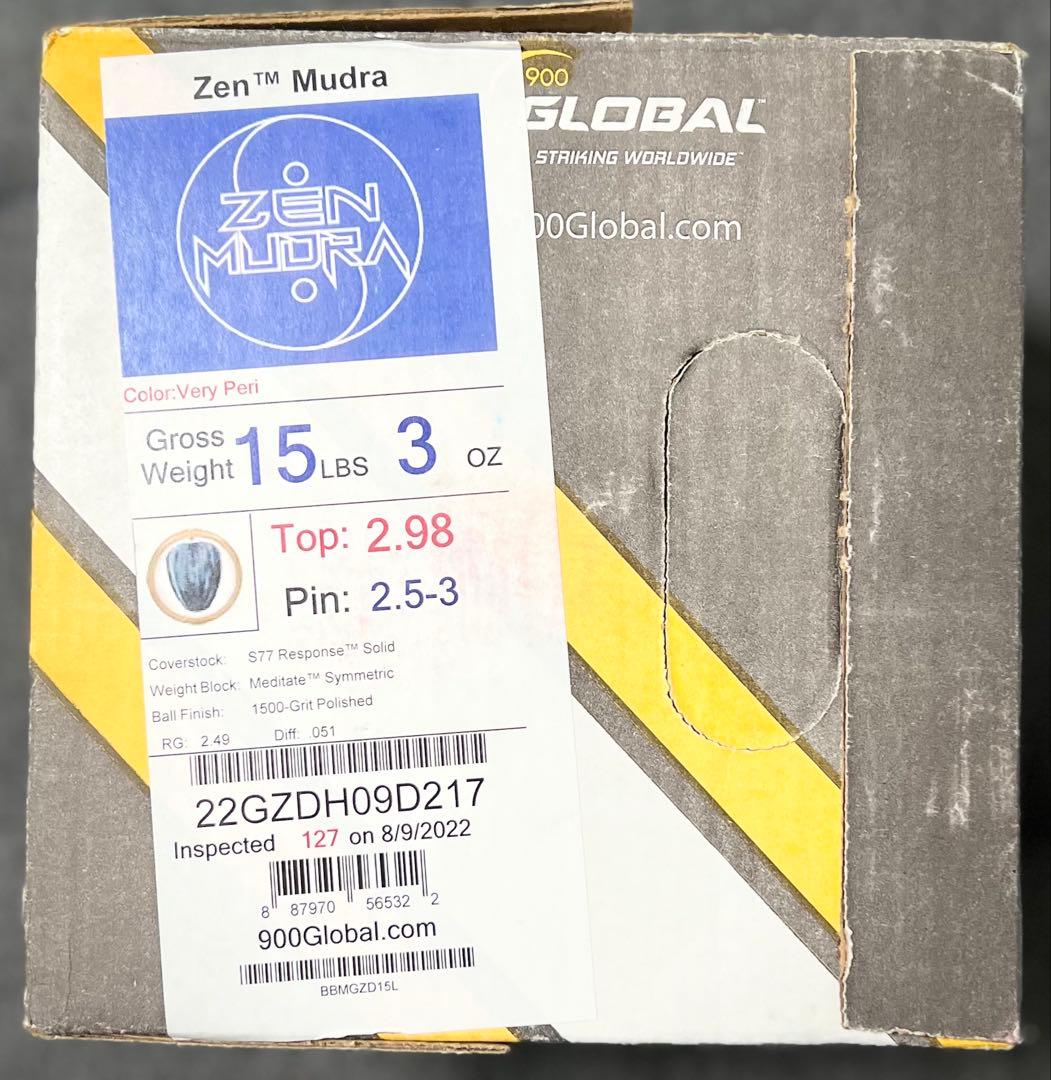 Zen™ Mudra
ZEN
MUDRA
Color:Very Peri
Gross Weight 15 LBS 3 OZ
Top: 2.98
Pin: 2.5-3
Coverstock: S77 Response™ Solid
Weight Block: Meditate™ Symmetric
Ball Finish: 1500-Grit Polished
RG: 2.49 Diff: .051
22GZDH09D217
Inspected 127 on 8/9/2022
8 87970 56532 2
900Global.com
BBMGZD15L
900
GLOBAL™
STRIKING WORLDWIDE™
00Global.com